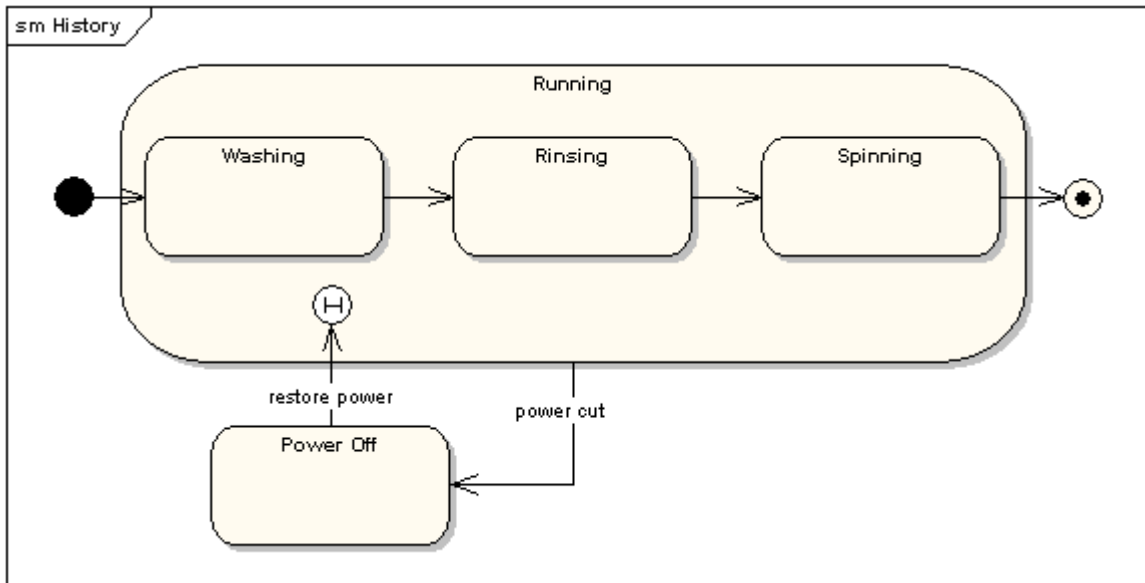 sm History
Running
Washing
Rinsing
Spinning
H
restore power
power cut
Power Off